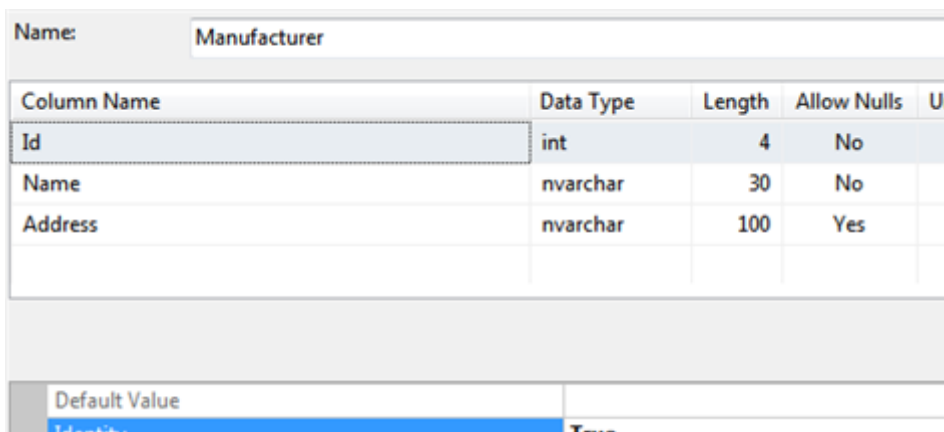 Name: Manufacturer
Column Name Data Type Length Allow Nulls U
Id int 4 No
Name nvarchar 30 No
Address nvarchar 100 Yes
Default Value
Identity True